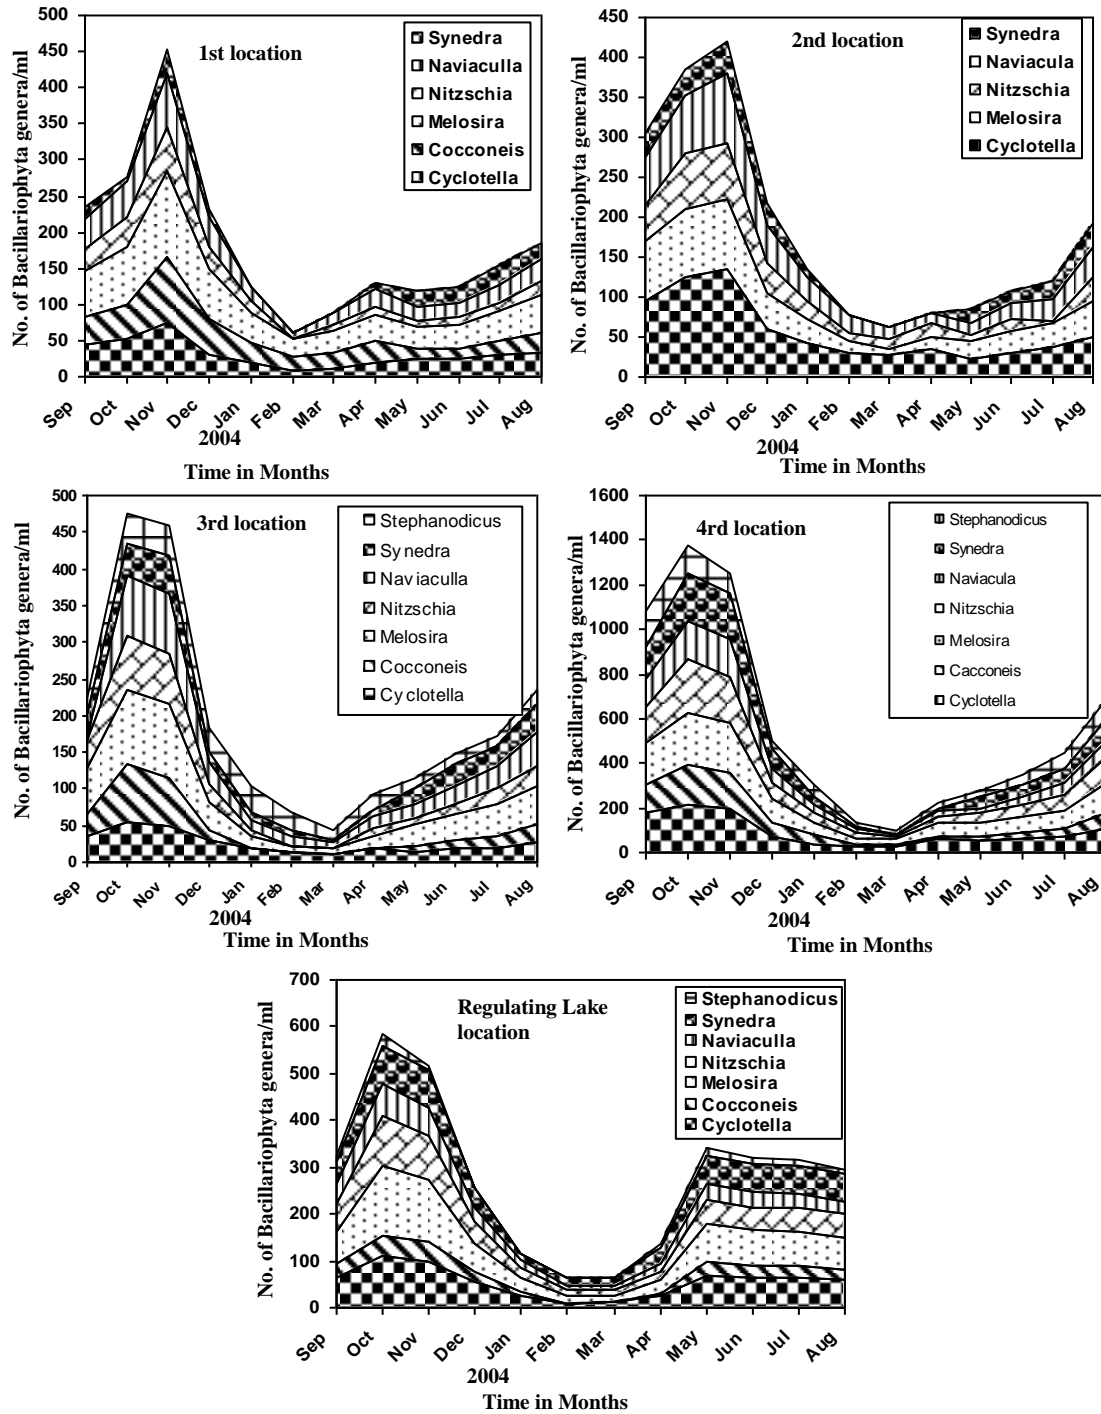 No. of Bacillariophyta genera/ml
500
450
400
350
300
250
200
150
100
50
0
1st location
Synedra
Naviaculla
Nitzschia
Melosira
Cocconeis
Cyclotella
Sep Oct Nov Dec Jan Feb Mar Apr May Jun Jul Aug
2004
Time in Months
No. of Bacillariophyta genera/ml
450
400
350
300
250
200
150
100
50
0
2nd location
Synedra
Naviacula
Nitzschia
Melosira
Cyclotella
Sep Oct Nov Dec Jan Feb Mar Apr May Jun Jul Aug
2004
Time in Months
No. of Bacillariophyta genera/ml
500
450
400
350
300
250
200
150
100
50
0
3rd location
Stephanodicus
Synedra
Naviaculla
Nitzschia
Melosira
Cocconeis
Cyclotella
Sep Oct Nov Dec Jan Feb Mar Apr May Jun Jul Aug
2004
Time in Months
No. of Bacillariophyta genera/ml
1600
1400
1200
1000
800
600
400
200
0
4rd location
Stephanodicus
Synedra
Naviacula
Nitzschia
Melosira
Cacconeis
Cyclotella
Sep Oct Nov Dec Jan Feb Mar Apr May Jun Jul Aug
2004
Time in Months
No. of Bacillariophyta genera/ml
700
600
500
400
300
200
100
0
Regulating Lake
location
Stephanodicus
Synedra
Naviaculla
Nitzschia
Melosira
Cocconeis
Cyclotella
Sep Oct Nov Dec Jan Feb Mar Apr May Jun Jul Aug
2004
Time in Months